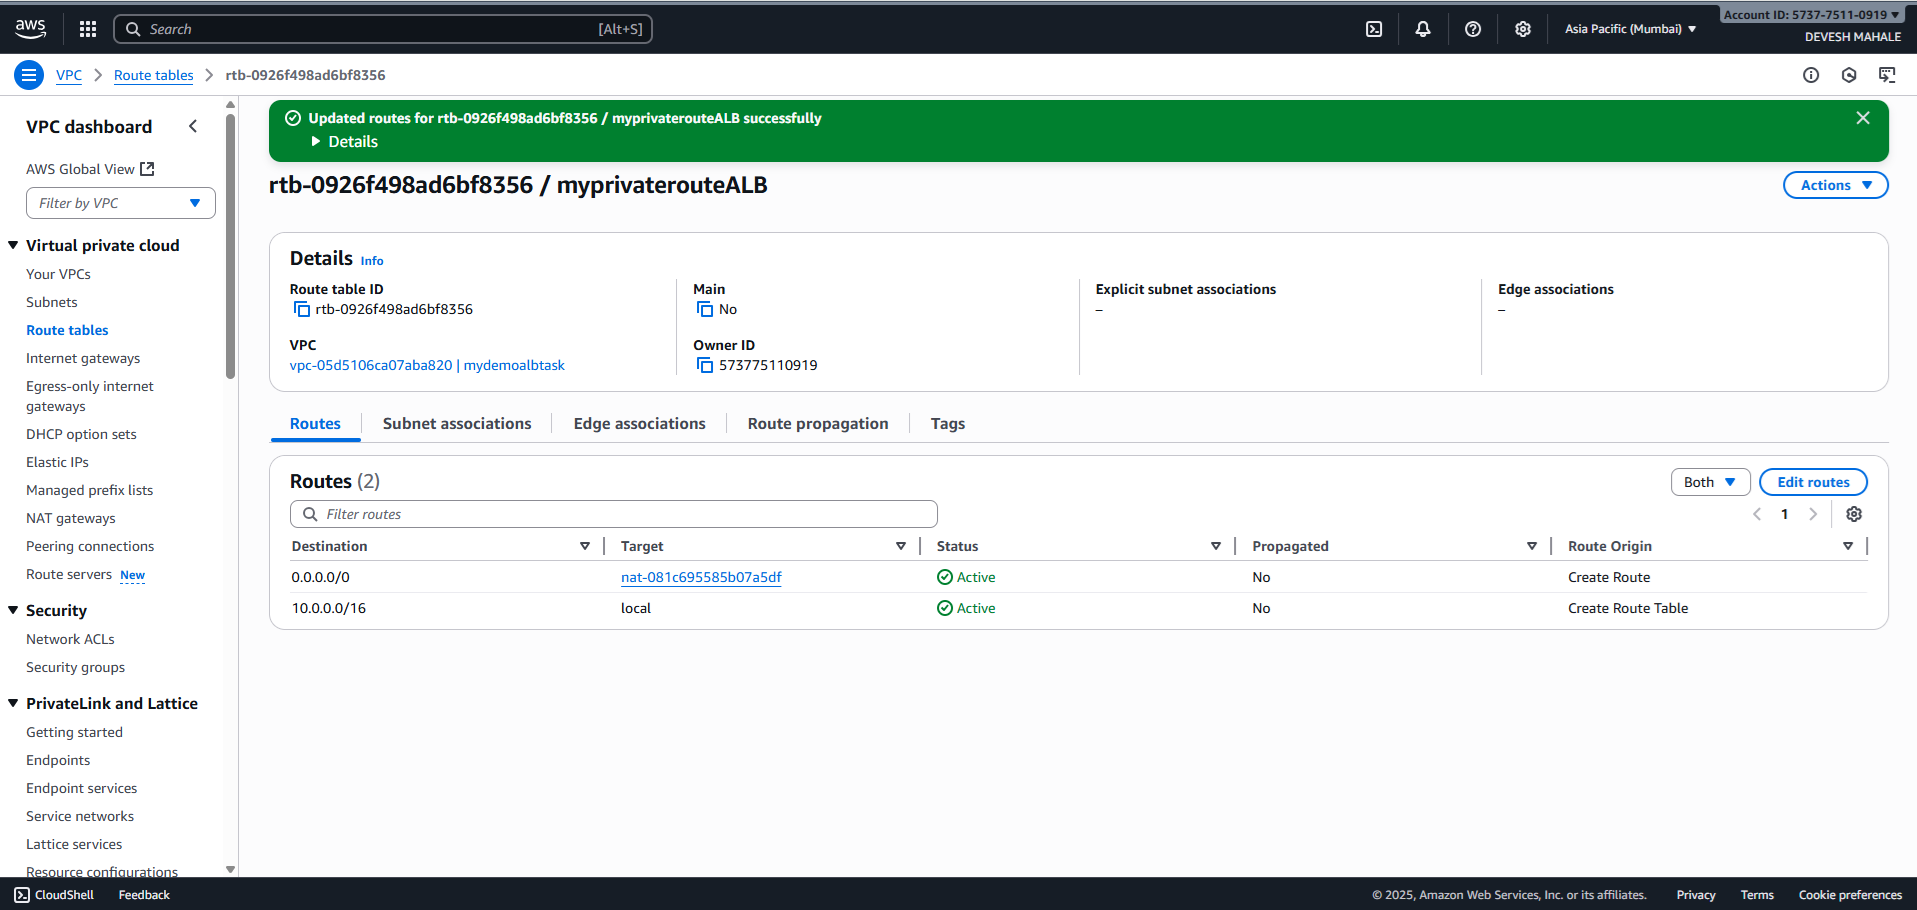 aws
Search
[Alt+S]
Asia Pacific (Mumbai)
Account ID: 5737-7511-0919
DEVESH MAHALE
VPC
Route tables
rtb-0926f498ad6bf8356
VPC dashboard
AWS Global View
Filter by VPC
Virtual private cloud
Your VPCs
Subnets
Route tables
Internet gateways
Egress-only internet
gateways
DHCP option sets
Elastic IPs
Managed prefix lists
NAT gateways
Peering connections
Route servers New
Security
Network ACLs
Security groups
PrivateLink and Lattice
Getting started
Endpoints
Endpoint services
Service networks
Lattice services
Resource configurations
Updated routes for rtb-0926f498ad6bf8356 / myprivaterouteALB successfully
Details
rtb-0926f498ad6bf8356 / myprivaterouteALB
Actions
Details Info
Route table ID
rtb-0926f498ad6bf8356
Main
No
Explicit subnet associations
–
Edge associations
–
VPC
vpc-05d5106ca07aba820 | mydemoalbtask
Owner ID
573775110919
Routes
Subnet associations
Edge associations
Route propagation
Tags
Routes (2)
Both
Edit routes
Filter routes
1
Destination Target Status Propagated Route Origin
0.0.0.0/0 nat-081c695585b07a5df Active No Create Route
10.0.0.0/16 local Active No Create Route Table
CloudShell
Feedback
© 2025, Amazon Web Services, Inc. or its affiliates.
Privacy
Terms
Cookie preferences